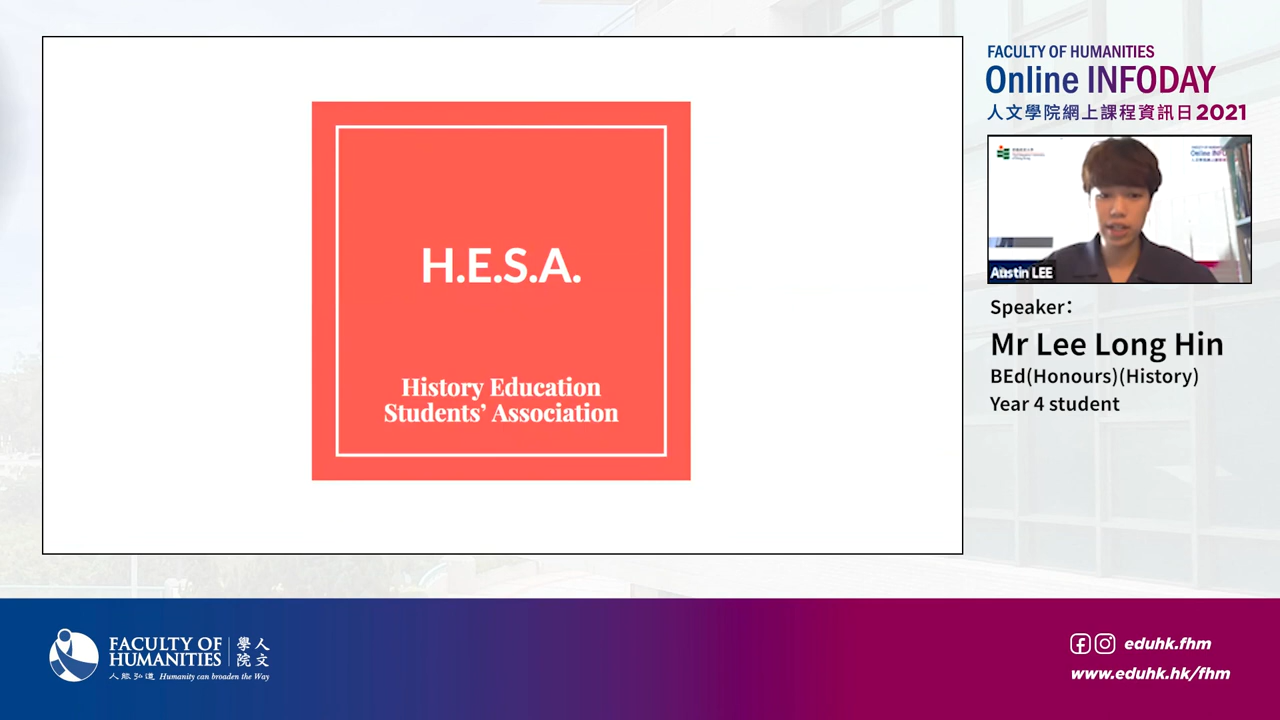 H.E.S.A.
History Education
Students’ Association
FACULTY OF HUMANITIES
Online INFODAY
人文學院網上課程資訊日2021
Austin LEE
Speaker：
Mr Lee Long Hin
BEd(Honours)(History)
Year 4 student
FACULTY OF
HUMANITIES
學人
院文
人脈弘道 Humanity can broaden the Way
eduhk.fhm
www.eduhk.hk/fhm